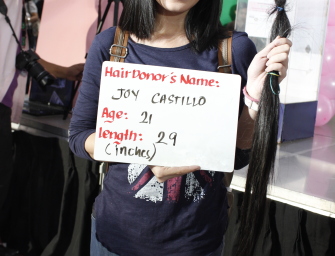 Hair Donor's Name:
JOY CASTILLO
Age: 21
length: 29
(inches)